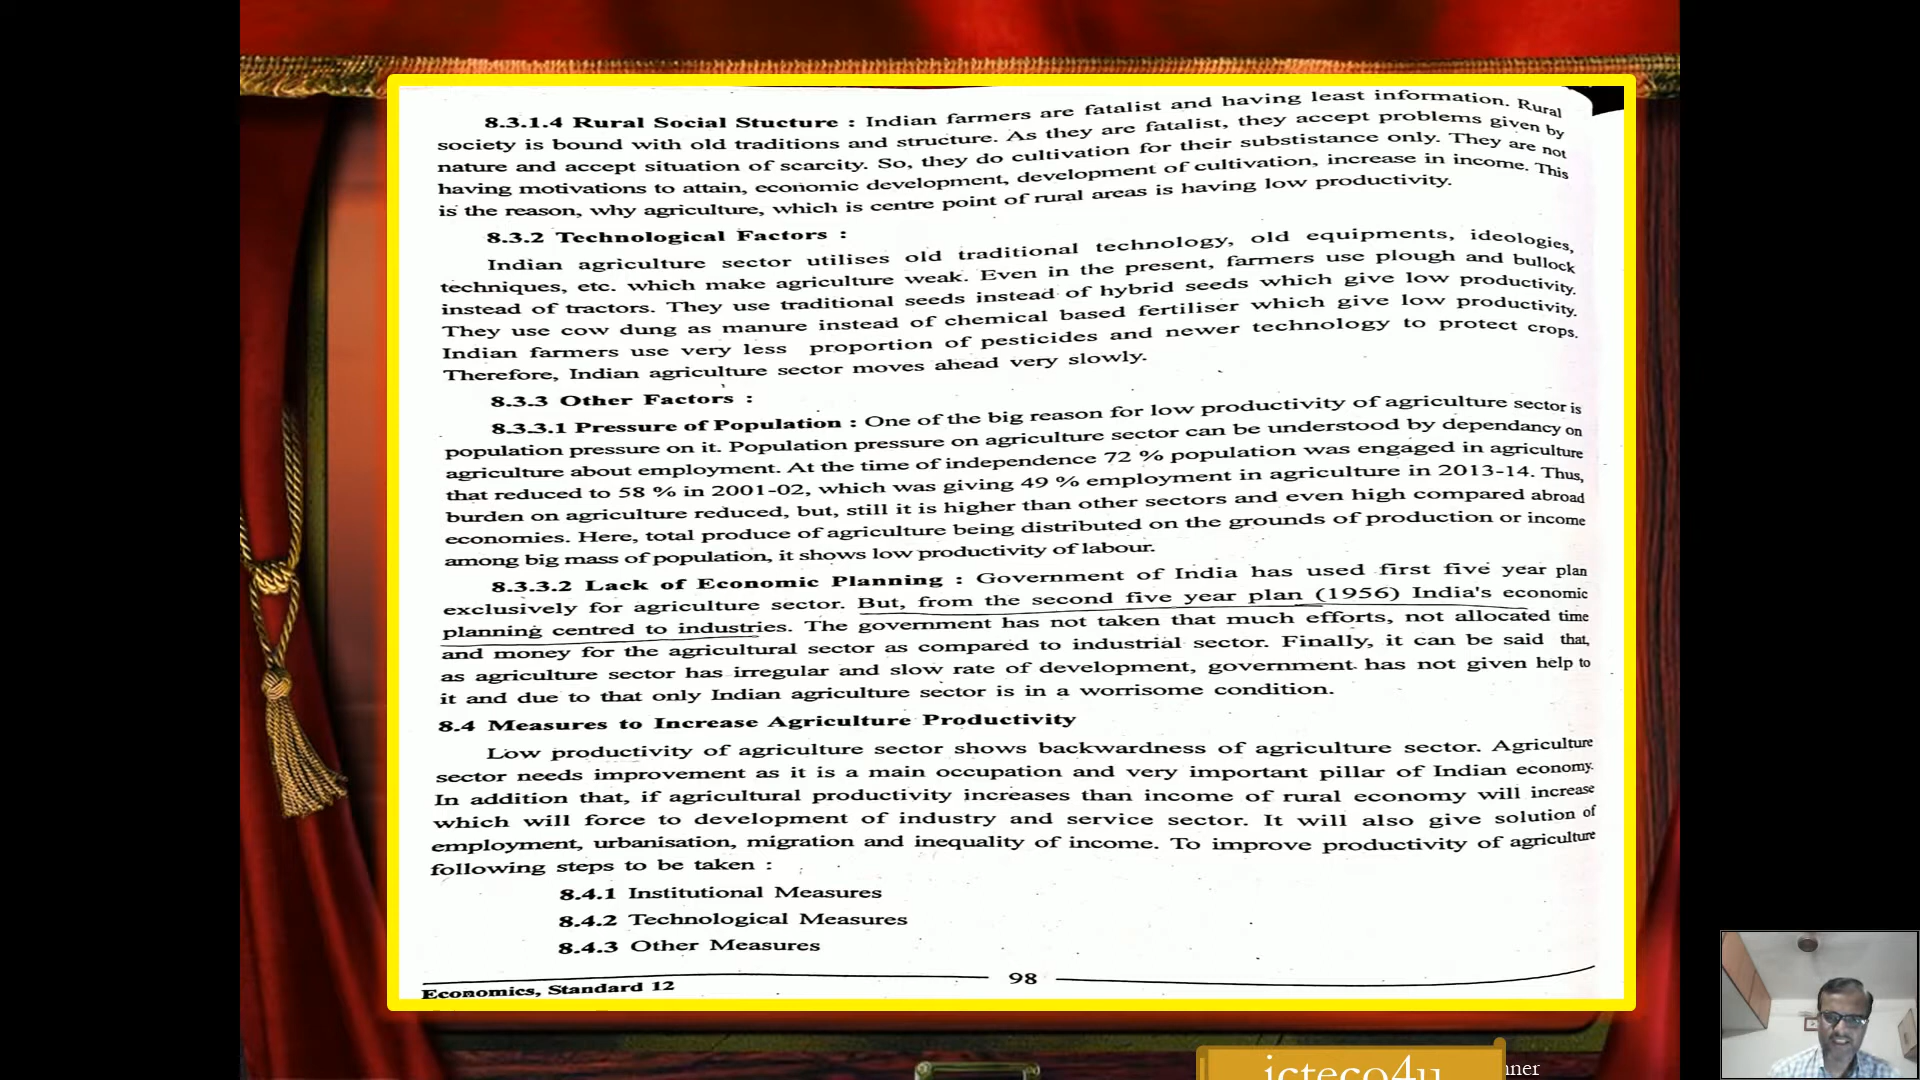 8.3.1.4 Rural Social Stucture : Indian farmers are fatalist and having least information. Rural
society is bound with old traditions and structure. As they are fatalist, they accept problems given by
nature and accept situation of scarcity. So, they do cultivation for their substistance only. They are not
having motivations to attain, economic development, development of cultivation, increase in income. This
is the reason, why agriculture, which is centre point of rural areas is having low productivity.
8.3.2 Technological Factors :
Indian agriculture sector utilises old traditional technology, old equipments, ideologies,
techniques, etc. which make agriculture weak. Even in the present, farmers use plough and bullock
instead of tractors. They use traditional seeds instead of hybrid seeds which give low productivity.
They use cow dung as manure instead of chemical based fertiliser which give low productivity.
Indian farmers use very less proportion of pesticides and newer technology to protect crops.
Therefore, Indian agriculture sector moves ahead very slowly.
8.3.3 Other Factors :
8.3.3.1 Pressure of Population : One of the big reason for low productivity of agriculture sector is
population pressure on it. Population pressure on agriculture sector can be understood by dependancy on
agriculture about employment. At the time of independence 72 % population was engaged in agriculture
that reduced to 58 % in 2001-02, which was giving 49 % employment in agriculture in 2013-14. Thus,
burden on agriculture reduced, but, still it is higher than other sectors and even high compared abroad
economies. Here, total produce of agriculture being distributed on the grounds of production or income
among big mass of population, it shows low productivity of labour.
8.3.3.2 Lack of Economic Planning : Government of India has used first five year plan
exclusively for agriculture sector. But, from the second five year plan (1956) India's economic
planning centred to industries. The government has not taken that much efforts, not allocated time
and money for the agricultural sector as compared to industrial sector. Finally, it can be said that,
as agriculture sector has irregular and slow rate of development, government has not given help to
it and due to that only Indian agriculture sector is in a worrisome condition.
8.4 Measures to Increase Agriculture Productivity
Low productivity of agriculture sector shows backwardness of agriculture sector. Agriculture
sector needs improvement as it is a main occupation and very important pillar of Indian economy.
In addition that, if agricultural productivity increases than income of rural economy will increase
which will force to development of industry and service sector. It will also give solution of
employment, urbanisation, migration and inequality of income. To improve productivity of agriculture
following steps to be taken :
8.4.1 Institutional Measures
8.4.2 Technological Measures
8.4.3 Other Measures
98
Economics, Standard 12
icteco4u